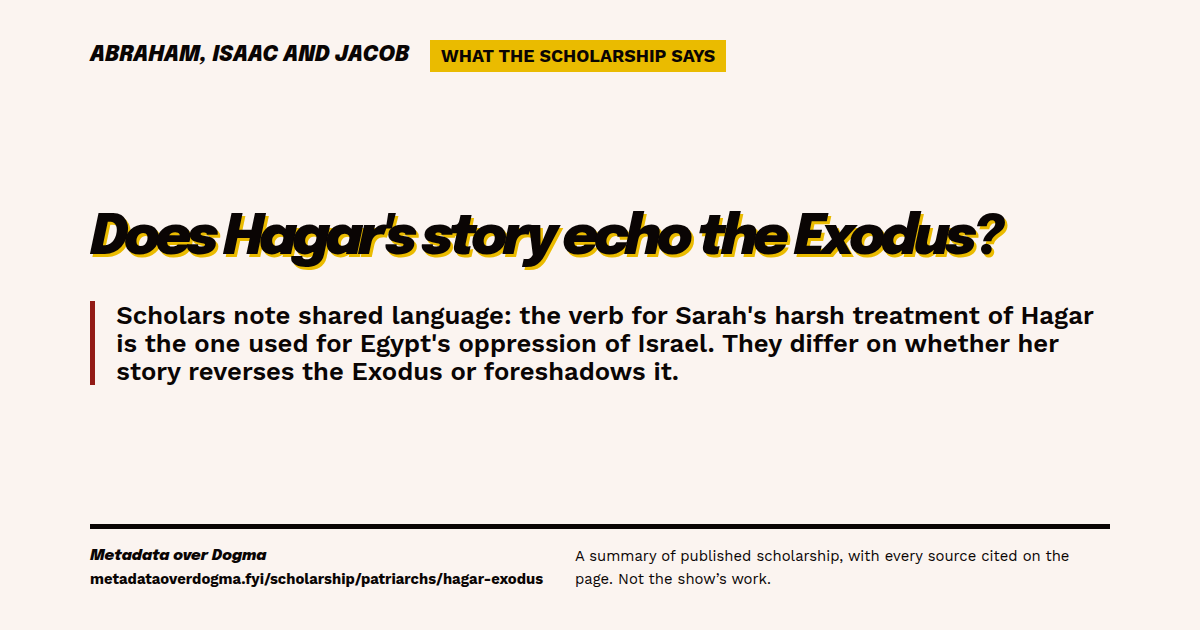 ABRAHAM, ISAAC AND JACOB
WHAT THE SCHOLARSHIP SAYS
Does Hagar's story echo the Exodus?
Scholars note shared language: the verb for Sarah's harsh treatment of Hagar
is the one used for Egypt's oppression of Israel. They differ on whether her
story reverses the Exodus or foreshadows it.
Metadata over Dogma
metadataoverdogma.fyi/scholarship/patriarchs/hagar-exodus
A summary of published scholarship, with every source cited on the
page. Not the show’s work.